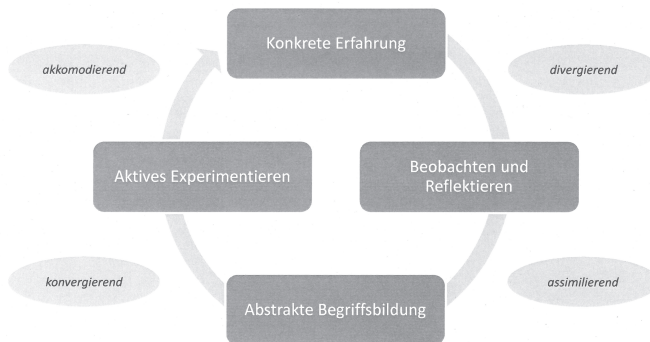 Konkrete Erfahrung
akkomodierend
divergierend
Aktives Experimentieren
Beobachten und
Reflektieren
konvergierend
assimilierend
Abstrakte Begriffsbildung